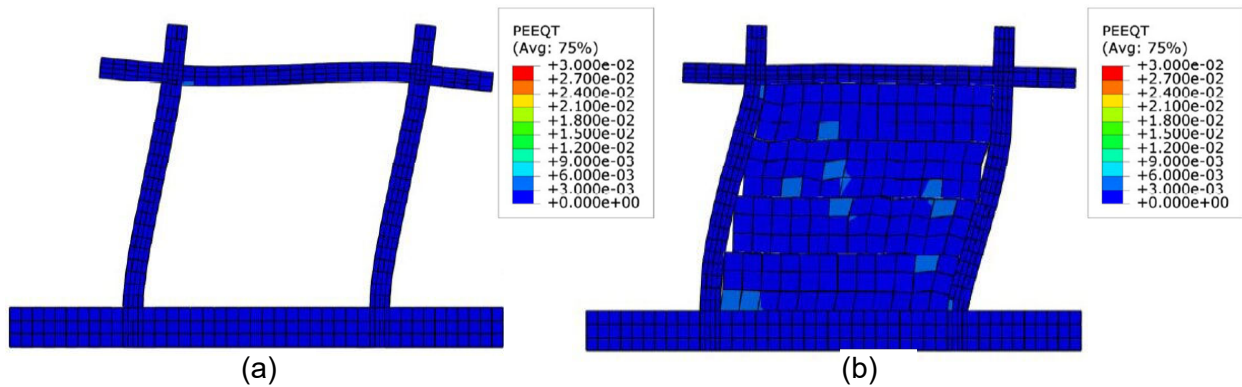 PEEQT
(Avg: 75%)
+3.000e-02
+2.700e-02
+2.400e-02
+2.100e-02
+1.800e-02
+1.500e-02
+1.200e-02
+9.000e-03
+6.000e-03
+3.000e-03
+0.000e+00
PEEQT
(Avg: 75%)
+3.000e-02
+2.700e-02
+2.400e-02
+2.100e-02
+1.800e-02
+1.500e-02
+1.200e-02
+9.000e-03
+6.000e-03
+3.000e-03
+0.000e+00
(a)
(b)